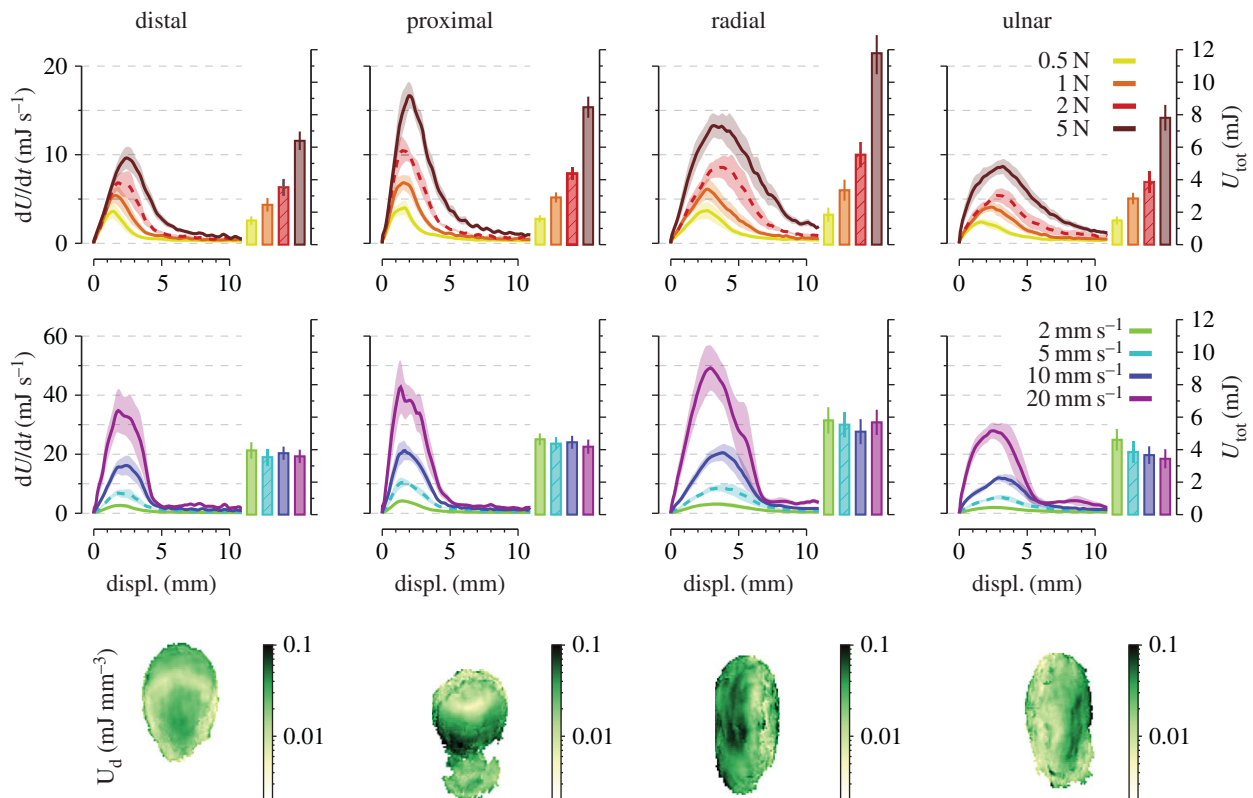 distal proximal radial ulnar
20 12
10
0.5 N
1 N
2 N
5 N
10 8
6
4
2
0 0
dU/dt (mJ s−1) Utot (mJ)
0 5 10 0 5 10 0 5 10 0 5 10
60 12
2 mm s−1
5 mm s−1
10 mm s−1
20 mm s−1
10
40 8
6
20 4
2
0 0
dU/dt (mJ s−1) Utot (mJ)
0 5 10 0 5 10 0 5 10 0 5 10
displ. (mm) displ. (mm) displ. (mm) displ. (mm)
0.1 0.1 0.1 0.1
Ud (mJ mm−3)
0.01 0.01 0.01 0.01